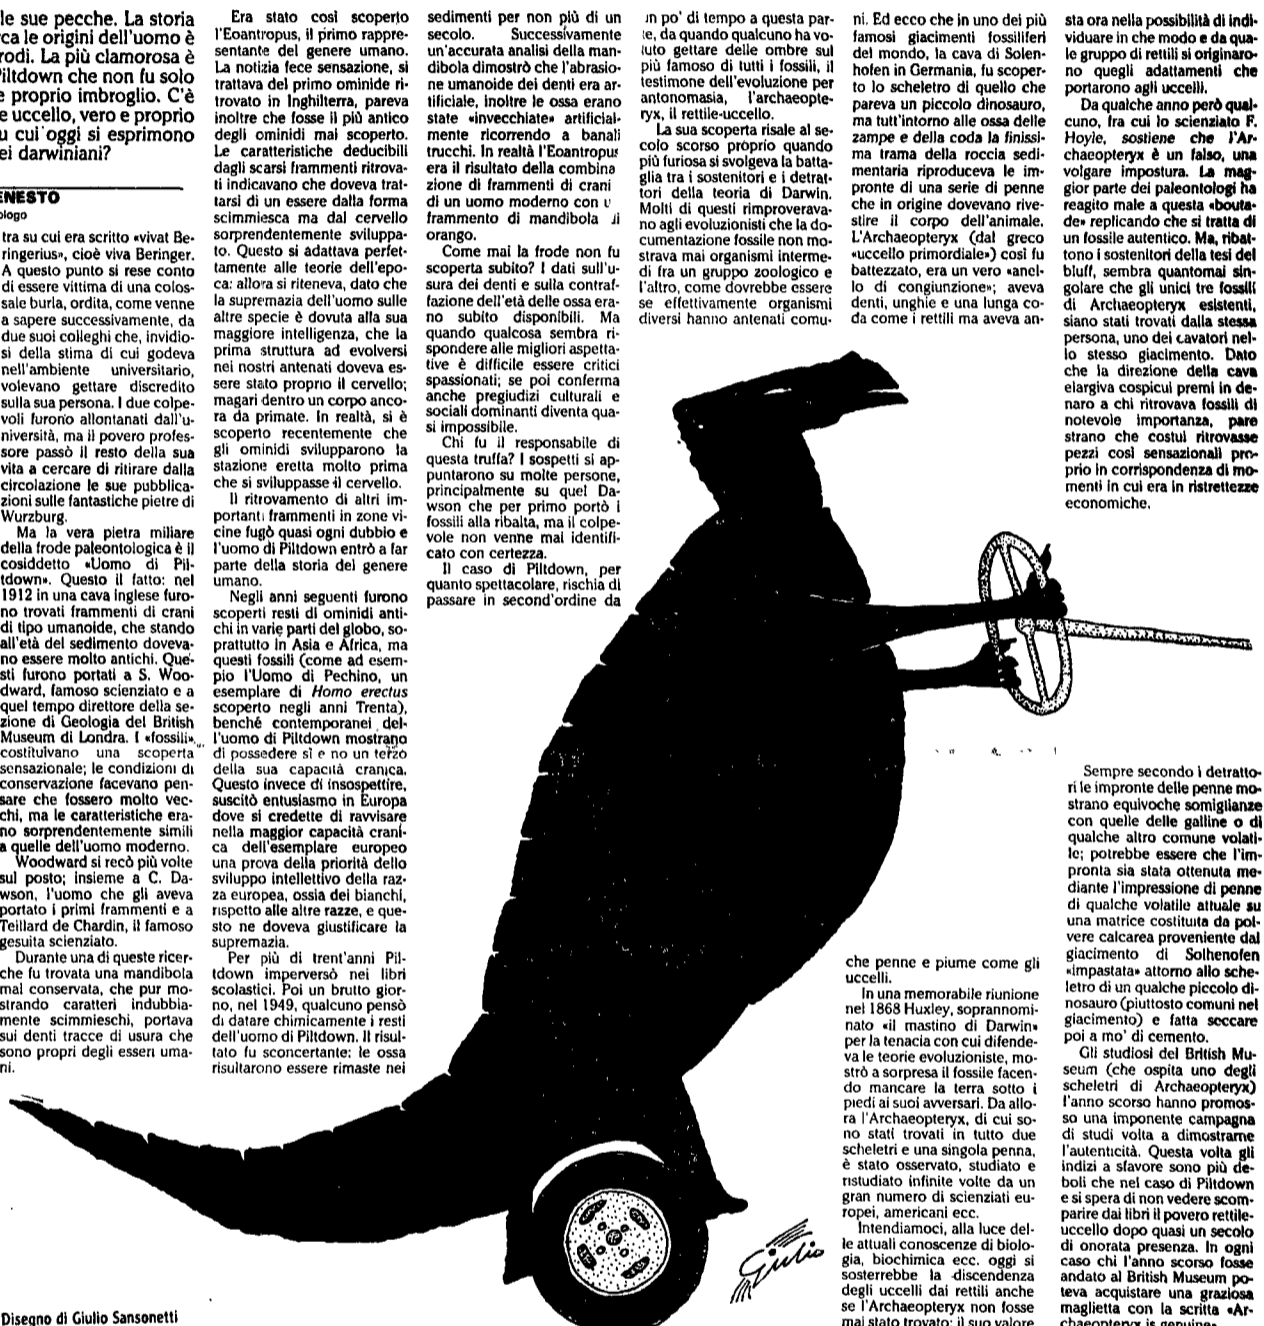 le sue pecche. La storia
ca le origini dell'uomo è
rodi. La più clamorosa è
Piltdown che non fu solo
e proprio imbroglio. C'è
e uccello, vero e proprio
u cui oggi si esprimono
ei darwiniani?
ENESTO
ologo
tra su cui era scritto «vivat Be-
ringerius», cioè viva Beringer.
A questo punto si rese conto
di essere vittima di una colos-
sale burla, ordita, come venne
a sapere successivamente, da
due suoi colleghi che, invidio-
si della stima di cui godeva
nell'ambiente universitario,
volevano gettare discredito
sulla sua persona. I due colpe-
voli furono allontanati dall'u-
niversità, ma il povero profes-
sore passò il resto della sua
vita a cercare di ritirare dalla
circolazione le sue pubblica-
zioni sulle fantastiche pietre di
Wurzburg.
Ma la vera pietra miliare
della frode paleontologica è il
cosiddetto «Uomo di Pil-
tdown». Questo il fatto: nel
1912 in una cava inglese furo-
no trovati frammenti di crani
di tipo umanoide, che stando
all'età del sedimento doveva-
no essere molto antichi. Que-
sti furono portati a S. Woo-
dward, famoso scienziato e a
quel tempo direttore della se-
zione di Geologia del British
Museum di Londra. I «fossili»
costituivano una scoperta
sensazionale; le condizioni di
conservazione facevano pen-
sare che fossero molto vec-
chi, ma le caratteristiche era-
no sorprendentemente simili
a quelle dell'uomo moderno.
Woodward si recò più volte
sul posto; insieme a C. Da-
wson, l'uomo che gli aveva
portato i primi frammenti e a
Teillard de Chardin, il famoso
gesuita scienziato.
Durante una di queste ricer-
che fu trovata una mandibola
mal conservata, che pur mo-
strando caratteri indubbia-
mente scimmieschi, portava
sui denti tracce di usura che
sono propri degli esseri uma-
ni.
Era stato così scoperto
l'Eoantropus, il primo rappre-
sentante del genere umano.
La notizia fece sensazione, si
trattava del primo ominide ri-
trovato in Inghilterra, pareva
inoltre che fosse il più antico
degli ominidi mai scoperto.
Le caratteristiche deducibili
dagli scarsi frammenti ritrova-
ti indicavano che doveva trat-
tarsi di un essere dalla forma
scimmiesca ma dal cervello
sorprendentemente sviluppa-
to. Questo si adattava perfet-
tamente alle teorie dell'epo-
ca: allora si riteneva, dato che
la supremazia dell'uomo sulle
altre specie è dovuta alla sua
maggiore intelligenza, che la
prima struttura ad evolversi
nei nostri antenati doveva es-
sere stato proprio il cervello;
magari dentro un corpo anco-
ra da primate. In realtà, si è
scoperto recentemente che
gli ominidi svilupparono la
stazione eretta molto prima
che si sviluppasse il cervello.
Il ritrovamento di altri im-
portanti frammenti in zone vi-
cine fugò quasi ogni dubbio e
l'uomo di Piltdown entrò a far
parte della storia del genere
umano.
Negli anni seguenti furono
scoperti resti di ominidi anti-
chi in varie parti del globo, so-
prattutto in Asia e Africa, ma
questi fossili (come ad esem-
pio l'Uomo di Pechino, un
esemplare di Homo erectus
scoperto negli anni Trenta),
benché contemporanei del-
l'uomo di Piltdown mostrano
di possedere sì e no un terzo
della sua capacità cranica.
Questo invece di insospettire,
suscitò entusiasmo in Europa
dove si credette di ravvisare
nella maggior capacità crani-
ca dell'esemplare europeo
una prova della priorità dello
sviluppo intellettivo della raz-
za europea, ossia dei bianchi,
rispetto alle altre razze, e que-
sto ne doveva giustificare la
supremazia.
Per più di trent'anni Pil-
tdown imperversò nei libri
scolastici. Poi un brutto gior-
no, nel 1949, qualcuno pensò
di datare chimicamente i resti
dell'uomo di Piltdown. Il risul-
tato fu sconcertante: le ossa
risultarono essere rimaste nei
sedimenti per non più di un
secolo. Successivamente
un'accurata analisi della man-
dibola dimostrò che l'abrasio-
ne umanoide dei denti era ar-
tificiale, inoltre le ossa erano
state «invecchiate» artificial-
mente ricorrendo a banali
trucchi. In realtà l'Eoantropus
era il risultato della combina
zione di frammenti di crani
di un uomo moderno con u
frammento di mandibola di
orango.
Come mai la frode non fu
scoperta subito? I dati sull'u-
sura dei denti e sulla contraf-
fazione dell'età delle ossa era-
no subito disponibili. Ma
quando qualcosa sembra ri-
spondere alle migliori aspetta-
tive è difficile essere critici
spassionati; se poi conferma
anche pregiudizi culturali e
sociali dominanti diventa qua-
si impossibile.
Chi fu il responsabile di
questa truffa? I sospetti si ap-
puntarono su molte persone,
principalmente su quel Da-
wson che per primo portò i
fossili alla ribalta, ma il colpe-
vole non venne mai identifi-
cato con certezza.
Il caso di Piltdown, per
quanto spettacolare, rischia di
passare in second'ordine da
un po' di tempo a questa par-
te, da quando qualcuno ha vo-
luto gettare delle ombre sul
più famoso di tutti i fossili, il
testimone dell'evoluzione per
antonomasia, l'archaeopte-
ryx, il rettile-uccello.
La sua scoperta risale al se-
colo scorso proprio quando
più furiosa si svolgeva la batta-
glia tra i sostenitori e i detrat-
tori della teoria di Darwin.
Molti di questi rimproverava-
no agli evoluzionisti che la do-
cumentazione fossile non mo-
strava mai organismi interme-
di fra un gruppo zoologico e
l'altro, come dovrebbe essere
se effettivamente organismi
diversi hanno antenati comu-
ni. Ed ecco che in uno dei più
famosi giacimenti fossiliferi
del mondo, la cava di Solen-
hofen in Germania, fu scoper-
to lo scheletro di quello che
pareva un piccolo dinosauro,
ma tutt'intorno alle ossa delle
zampe e della coda la finissi-
ma trama della roccia sedi-
mentaria riproduceva le im-
pronte di una serie di penne
che in origine dovevano rive-
stire il corpo dell'animale.
L'Archaeopteryx (dal greco
«uccello primordiale») così fu
battezzato, era un vero «anel-
lo di congiunzione»; aveva
denti, unghie e una lunga co-
da come i rettili ma aveva an-
che penne e piume come gli
uccelli.
In una memorabile riunione
nel 1868 Huxley, soprannomi-
nato «il mastino di Darwin»
per la tenacia con cui difende-
va le teorie evoluzioniste, mo-
strò a sorpresa il fossile facen-
do mancare la terra sotto i
piedi ai suoi avversari. Da allo-
ra l'Archaeopteryx, di cui so-
no stati trovati in tutto due
scheletri e una singola penna,
è stato osservato, studiato e
ristudiato infinite volte da un
gran numero di scienziati eu-
ropei, americani ecc.
Intendiamoci, alla luce del-
le attuali conoscenze di biolo-
gia, biochimica ecc. oggi si
sosterrebbe la discendenza
degli uccelli dai rettili anche
se l'Archaeopteryx non fosse
mai stato trovato; il suo valore
sta ora nella possibilità di indi-
viduare in che modo e da qua-
le gruppo di rettili si originaro-
no quegli adattamenti che
portarono agli uccelli.
Da qualche anno però qual-
cuno, fra cui lo scienziato F.
Hoyle, sostiene che l'Ar-
chaeopteryx è un falso, una
volgare impostura. La mag-
gior parte dei paleontologi ha
reagito male a questa «bouta-
de» replicando che si tratta di
un fossile autentico. Ma, ribat-
tono i sostenitori della tesi del
bluff, sembra quantomai sin-
golare che gli unici tre fossili
di Archaeopteryx esistenti,
siano stati trovati dalla stessa
persona, uno dei cavatori nel-
lo stesso giacimento. Dato
che la direzione della cava
elargiva cospicui premi in de-
naro a chi ritrovava fossili di
notevole importanza, pare
strano che costui ritrovasse
pezzi così sensazionali pro-
prio in corrispondenza di mo-
menti in cui era in ristrettezze
economiche.
Sempre secondo i detratto-
ri le impronte delle penne mo-
strano equivoche somiglianze
con quelle delle galline o di
qualche altro comune volati-
le; potrebbe essere che l'im-
pronta sia stata ottenuta me-
diante l'impressione di penne
di qualche volatile attuale su
una matrice costituita da pol-
vere calcarea proveniente dal
giacimento di Solhenofen
«impastata» attorno allo sche-
letro di un qualche piccolo di-
nosauro (piuttosto comuni nel
giacimento) e fatta seccare
poi a mo' di cemento.
Gli studiosi del British Mu-
seum (che ospita uno degli
scheletri di Archaeopteryx)
l'anno scorso hanno promos-
so una imponente campagna
di studi volta a dimostrarne
l'autenticità. Questa volta gli
indizi a sfavore sono più de-
boli che nel caso di Piltdown
e si spera di non vedere scom-
parire dai libri il povero rettile-
uccello dopo quasi un secolo
di onorata presenza. In ogni
caso chi l'anno scorso fosse
andato al British Museum po-
teva acquistare una graziosa
maglietta con la scritta «Ar-
chaeopteryx is genuine»
Giulio
Disegno di Giulio Sansonetti